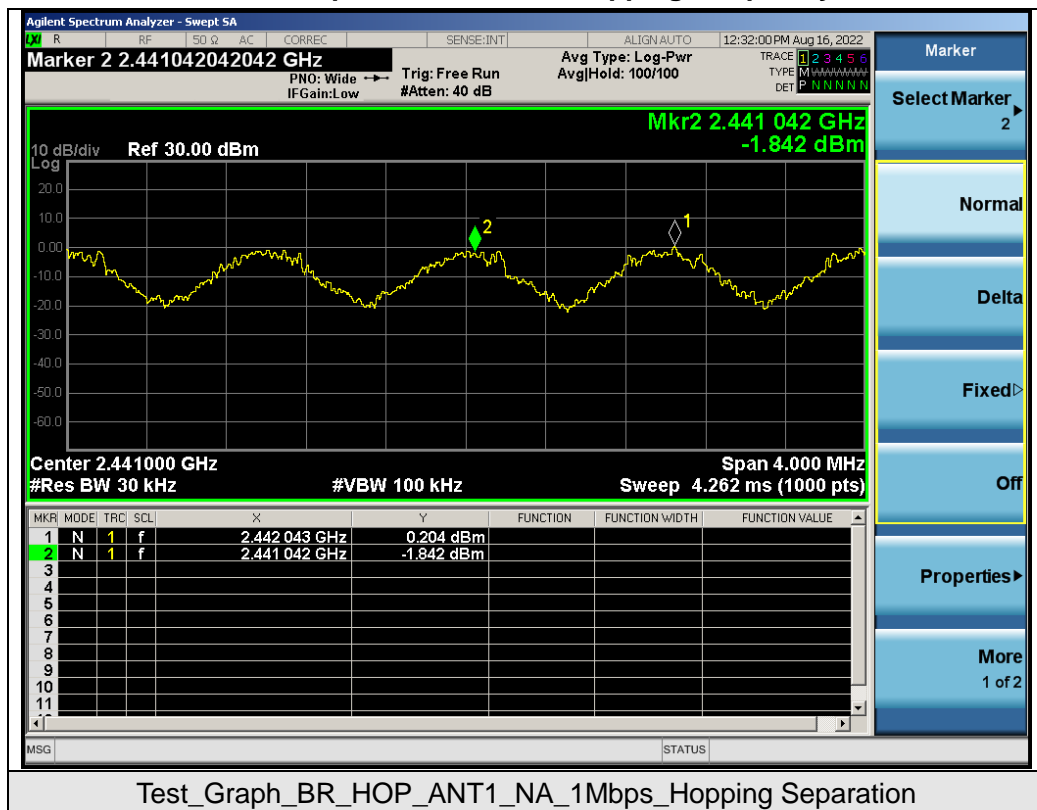 Agilent Spectrum Analyzer - Swept SA
LXI R RF 50 Ω AC CORREC SENSE:INT ALIGN AUTO 12:32:00 PM Aug 16, 2022
Marker 2 2.441042042042 GHz
PNO: Wide
IFGain:Low
Trig: Free Run
#Atten: 40 dB
Avg Type: Log-Pwr
Avg|Hold: 100/100
TRACE 1 2 3 4 5 6
TYPE M WWWWW
DET P N N N N N
Mkr2 2.441 042 GHz
-1.842 dBm
10 dB/div Ref 30.00 dBm
Log
20.0
10.0
0.00
-10.0
-20.0
-30.0
-40.0
-50.0
-60.0
2
1
Center 2.441000 GHz Span 4.000 MHz
#Res BW 30 kHz #VBW 100 kHz Sweep 4.262 ms (1000 pts)
MKR MODE TRC SCL X Y FUNCTION FUNCTION WIDTH FUNCTION VALUE
1 N 1 f 2.442 043 GHz 0.204 dBm
2 N 1 f 2.441 042 GHz -1.842 dBm
3
4
5
6
7
8
9
10
11
MSG STATUS
Marker
Select Marker
2
Normal
Delta
Fixed
Off
Properties
More
1 of 2
Test_Graph_BR_HOP_ANT1_NA_1Mbps_Hopping Separation